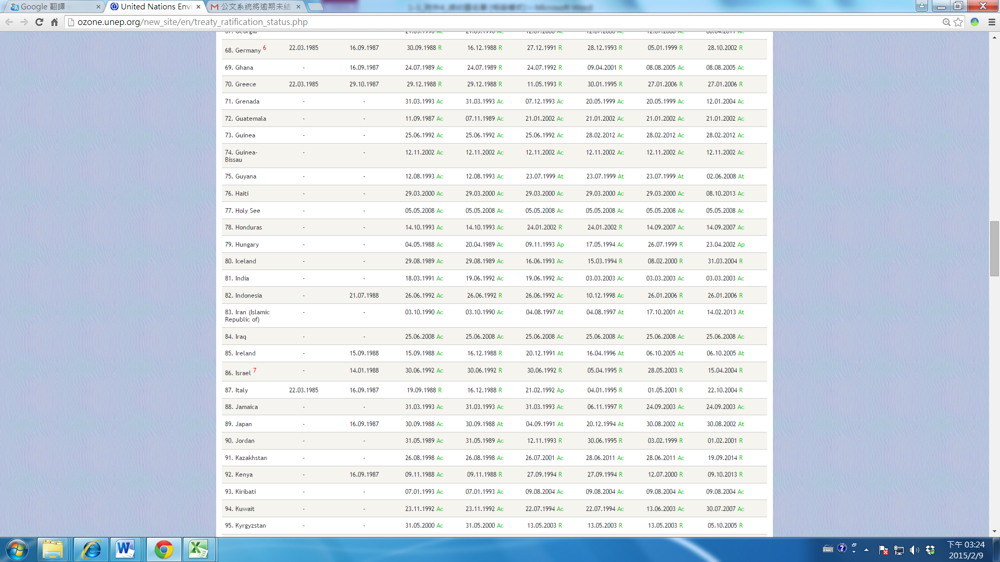 Google 翻譯 × United Nations Envi × 公文系統將逾期未結 ×
ozone.unep.org/new_site/en/treaty_ratification_status.php
67. Georgia 21.03.1996 Ac 21.03.1996 Ac 12.07.2000 Ac 12.07.2000 Ac 12.07.2000 Ac 08.04.2011 Ac
68. Germany 6 22.03.1985 16.09.1987 30.09.1988 R 16.12.1988 R 27.12.1991 R 28.12.1993 R 05.01.1999 R 28.10.2002 R
69. Ghana - 16.09.1987 24.07.1989 Ac 24.07.1989 R 24.07.1992 R 09.04.2001 R 08.08.2005 Ac 08.08.2005 Ac
70. Greece 22.03.1985 29.10.1987 29.12.1988 R 29.12.1988 R 11.05.1993 R 30.01.1995 R 27.01.2006 R 27.01.2006 R
71. Grenada - - 31.03.1993 Ac 31.03.1993 Ac 07.12.1993 Ac 20.05.1999 Ac 20.05.1999 Ac 12.01.2004 Ac
72. Guatemala - - 11.09.1987 Ac 07.11.1989 Ac 21.01.2002 Ac 21.01.2002 Ac 21.01.2002 Ac 21.01.2002 Ac
73. Guinea - - 25.06.1992 Ac 25.06.1992 Ac 25.06.1992 Ac 28.02.2012 Ac 28.02.2012 Ac 28.02.2012 Ac
74. Guinea- - - 12.11.2002 Ac 12.11.2002 Ac 12.11.2002 Ac 12.11.2002 Ac 12.11.2002 Ac 12.11.2002 Ac
Bissau
75. Guyana - - 12.08.1993 Ac 12.08.1993 Ac 23.07.1999 At 23.07.1999 At 23.07.1999 At 02.06.2008 At
76. Haiti - - 29.03.2000 Ac 29.03.2000 Ac 29.03.2000 Ac 29.03.2000 Ac 29.03.2000 Ac 08.10.2013 Ac
77. Holy See - - 05.05.2008 Ac 05.05.2008 Ac 05.05.2008 Ac 05.05.2008 Ac 05.05.2008 Ac 05.05.2008 Ac
78. Honduras - - 14.10.1993 Ac 14.10.1993 Ac 24.01.2002 R 24.01.2002 R 14.09.2007 Ac 14.09.2007 Ac
79. Hungary - - 04.05.1988 Ac 20.04.1989 Ac 09.11.1993 Ap 17.05.1994 Ac 26.07.1999 R 23.04.2002 Ap
80. Iceland - - 29.08.1989 Ac 29.08.1989 Ac 16.06.1993 Ac 15.03.1994 R 08.02.2000 R 31.03.2004 R
81. India - - 18.03.1991 Ac 19.06.1992 Ac 19.06.1992 Ac 03.03.2003 Ac 03.03.2003 Ac 03.03.2003 Ac
82. Indonesia - 21.07.1988 26.06.1992 Ac 26.06.1992 R 26.06.1992 Ac 10.12.1998 Ac 26.01.2006 R 26.01.2006 R
83. Iran (Islamic - - 03.10.1990 Ac 03.10.1990 Ac 04.08.1997 At 04.08.1997 At 17.10.2001 At 14.02.2013 At
Republic of)
84. Iraq - - 25.06.2008 Ac 25.06.2008 Ac 25.06.2008 Ac 25.06.2008 Ac 25.06.2008 Ac 25.06.2008 Ac
85. Ireland - 15.09.1988 15.09.1988 Ac 16.12.1988 R 20.12.1991 At 16.04.1996 At 06.10.2005 At 06.10.2005 At
86. Israel 7 - 14.01.1988 30.06.1992 Ac 30.06.1992 R 30.06.1992 R 05.04.1995 R 28.05.2003 R 15.04.2004 R
87. Italy 22.03.1985 16.09.1987 19.09.1988 R 16.12.1988 R 21.02.1992 Ap 04.01.1995 R 01.05.2001 R 22.10.2004 R
88. Jamaica - - 31.03.1993 Ac 31.03.1993 Ac 31.03.1993 Ac 06.11.1997 R 24.09.2003 Ac 24.09.2003 Ac
89. Japan - 16.09.1987 30.09.1988 Ac 30.09.1988 At 04.09.1991 At 20.12.1994 At 30.08.2002 At 30.08.2002 At
90. Jordan - - 31.05.1989 Ac 31.05.1989 Ac 12.11.1993 R 30.06.1995 R 03.02.1999 R 01.02.2001 R
91. Kazakhstan - - 26.08.1998 Ac 26.08.1998 Ac 26.07.2001 Ac 28.06.2011 Ac 28.06.2011 Ac 19.09.2014 R
92. Kenya - 16.09.1987 09.11.1988 Ac 09.11.1988 R 27.09.1994 R 27.09.1994 R 12.07.2000 R 09.10.2013 R
93. Kiribati - - 07.01.1993 Ac 07.01.1993 Ac 09.08.2004 Ac 09.08.2004 Ac 09.08.2004 Ac 09.08.2004 Ac
94. Kuwait - - 23.11.1992 Ac 23.11.1992 Ac 22.07.1994 Ac 22.07.1994 Ac 13.06.2003 Ac 30.07.2007 Ac
95. Kyrgyzstan - - 31.05.2000 Ac 31.05.2000 Ac 13.05.2003 R 13.05.2003 R 13.05.2003 R 05.10.2005 R
下午 03:24
2015/2/9